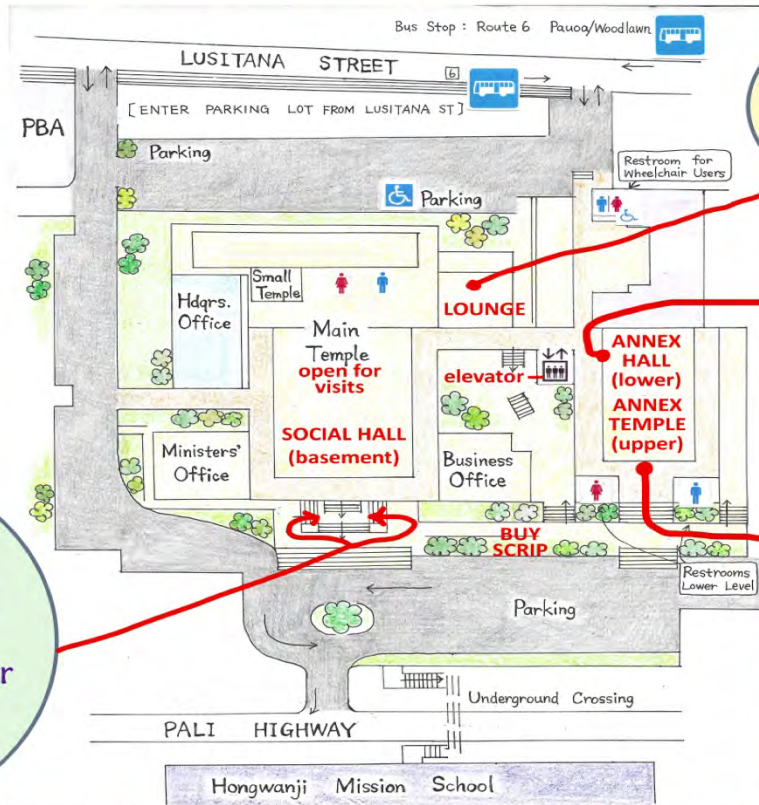 Bus Stop : Route 6 Pauoa/Woodlawn
LUSITANA STREET
6
[ENTER PARKING LOT FROM LUSITANA ST]
PBA
Parking
Restroom for
Wheelchair Users
Parking
Small
Temple
LOUNGE
Hdqrs.
Office
Main
Temple
open for
visits
elevator
ANNEX
HALL
(lower)
ANNEX
TEMPLE
(upper)
SOCIAL HALL
(basement)
Ministers'
Office
Business
Office
BUY
SCRIP
Restrooms
Lower Level
Parking
r
Underground Crossing
PALI HIGHWAY
Hongwanji Mission School